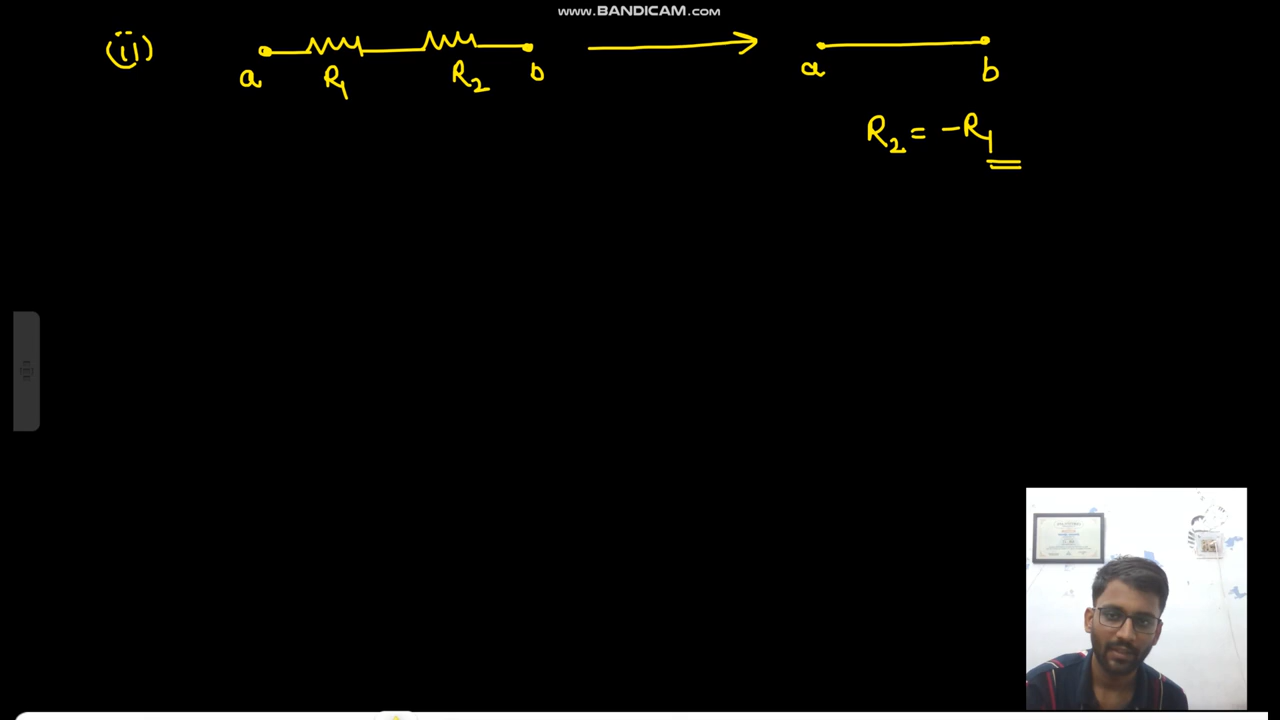 www.BANDICAM.com
(ii)
a R₁ R₂ b a b
R₂ = -R₁